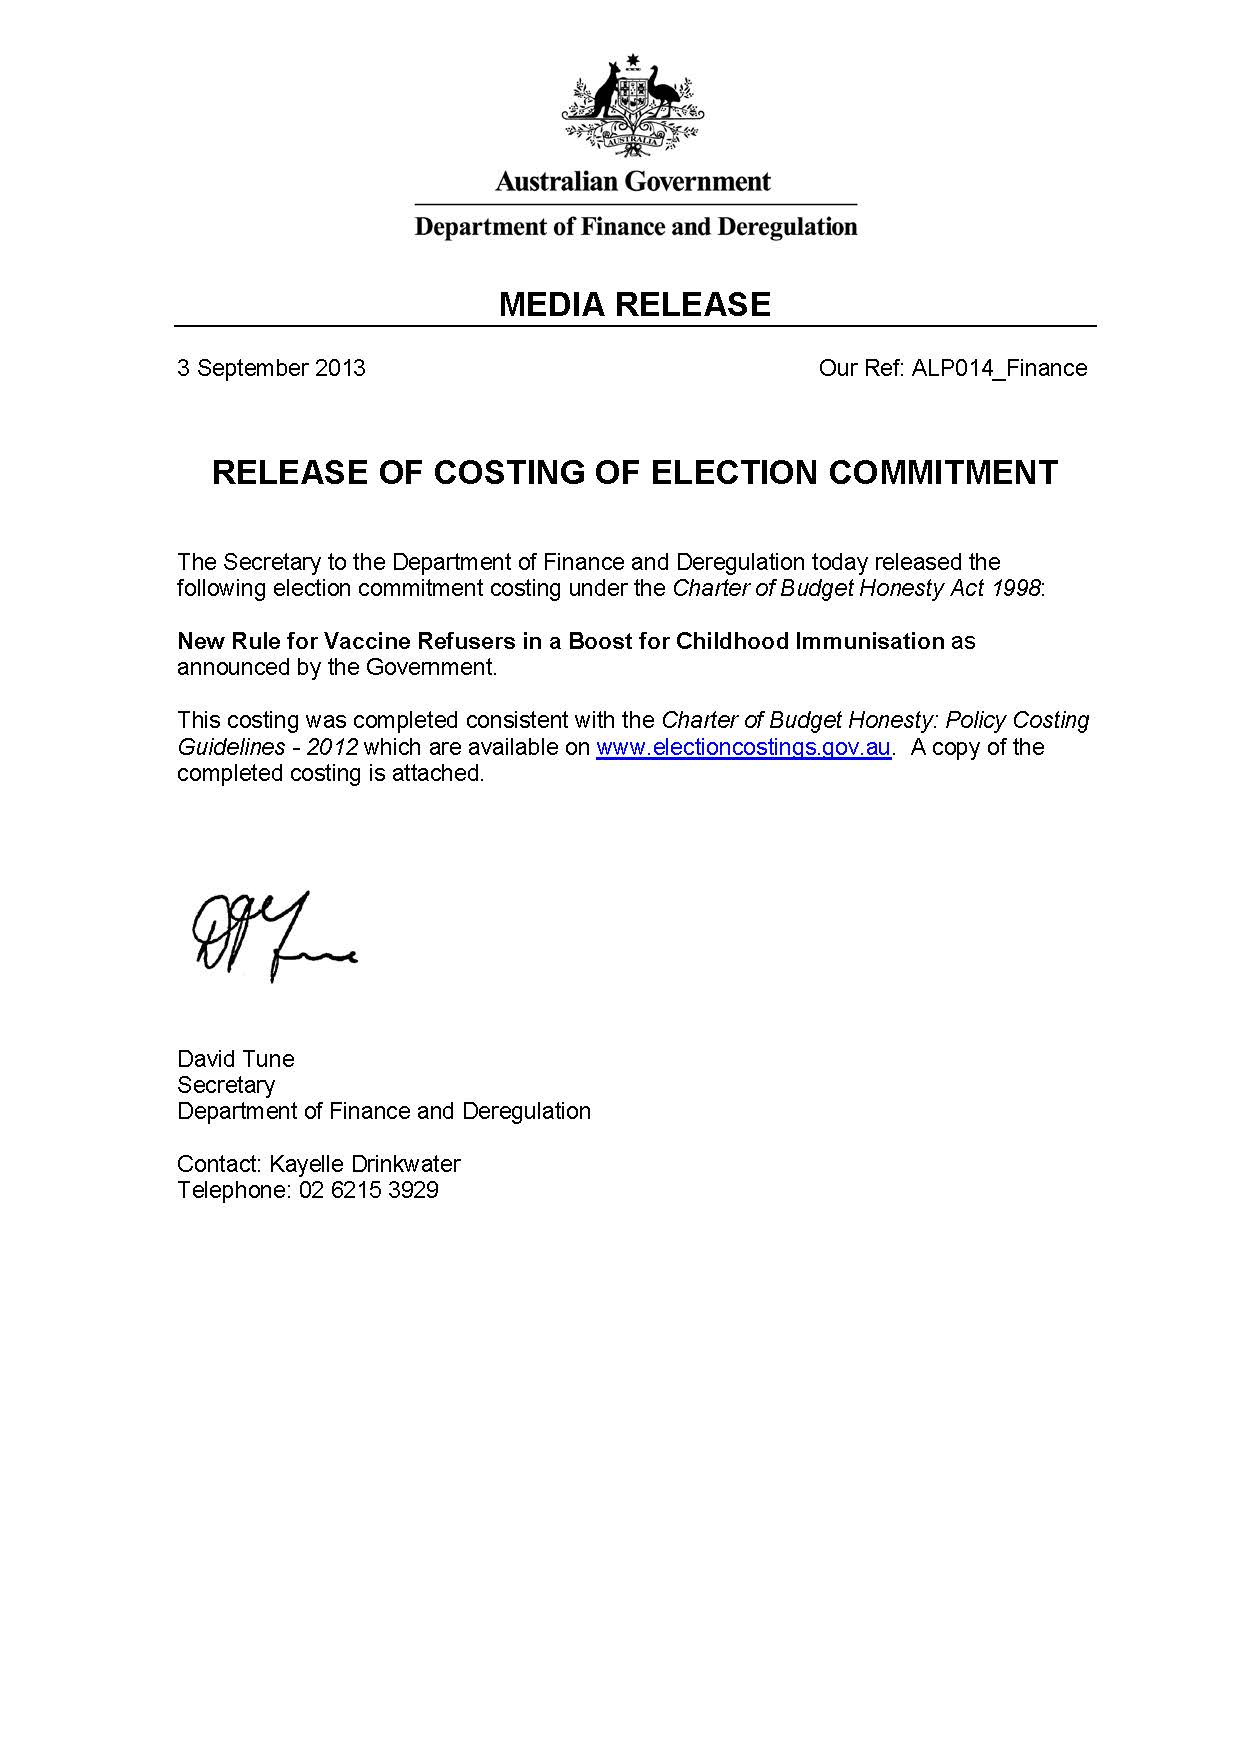 AUSTRALIA
Australian Government
Department of Finance and Deregulation
MEDIA RELEASE
3 September 2013 Our Ref: ALP014_Finance
RELEASE OF COSTING OF ELECTION COMMITMENT
The Secretary to the Department of Finance and Deregulation today released the
following election commitment costing under the Charter of Budget Honesty Act 1998:
New Rule for Vaccine Refusers in a Boost for Childhood Immunisation as
announced by the Government.
This costing was completed consistent with the Charter of Budget Honesty: Policy Costing
Guidelines - 2012 which are available on www.electioncostings.gov.au. A copy of the
completed costing is attached.
David Tune
Secretary
Department of Finance and Deregulation
Contact: Kayelle Drinkwater
Telephone: 02 6215 3929